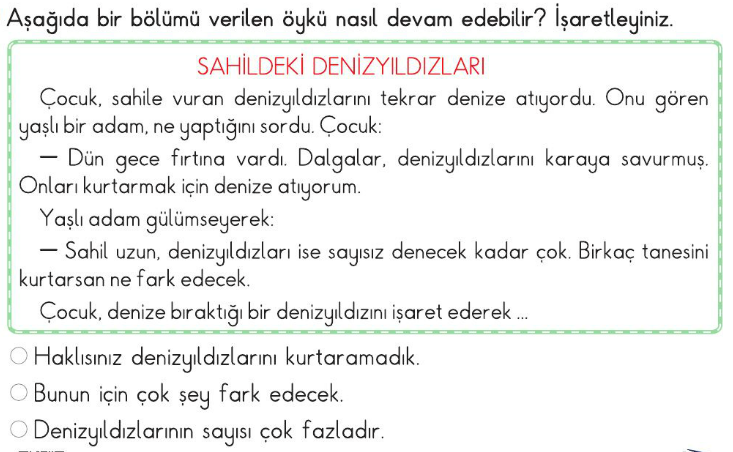 Aşağıda bir bölümü verilen öykü nasıl devam edebilir? İşaretleyiniz.
SAHİLDEKİ DENİZYILDIZLARI
Çocuk, sahile vuran denizyıldızlarını tekrar denize atıyordu. Onu gören
yaşlı bir adam, ne yaptığını sordu. Çocuk:
– Dün gece fırtına vardı. Dalgalar, denizyıldızlarını karaya savurmuş.
Onları kurtarmak için denize atıyorum.
Yaşlı adam gülümseyerek:
– Sahil uzun, denizyıldızları ise sayısız denecek kadar çok. Birkaç tanesini
kurtarsan ne fark edecek.
Çocuk, denize bıraktığı bir denizyıldızını işaret ederek ...
Haklısınız denizyıldızlarını kurtaramadık.
Bunun için çok şey fark edecek.
Denizyıldızlarının sayısı çok fazladır.